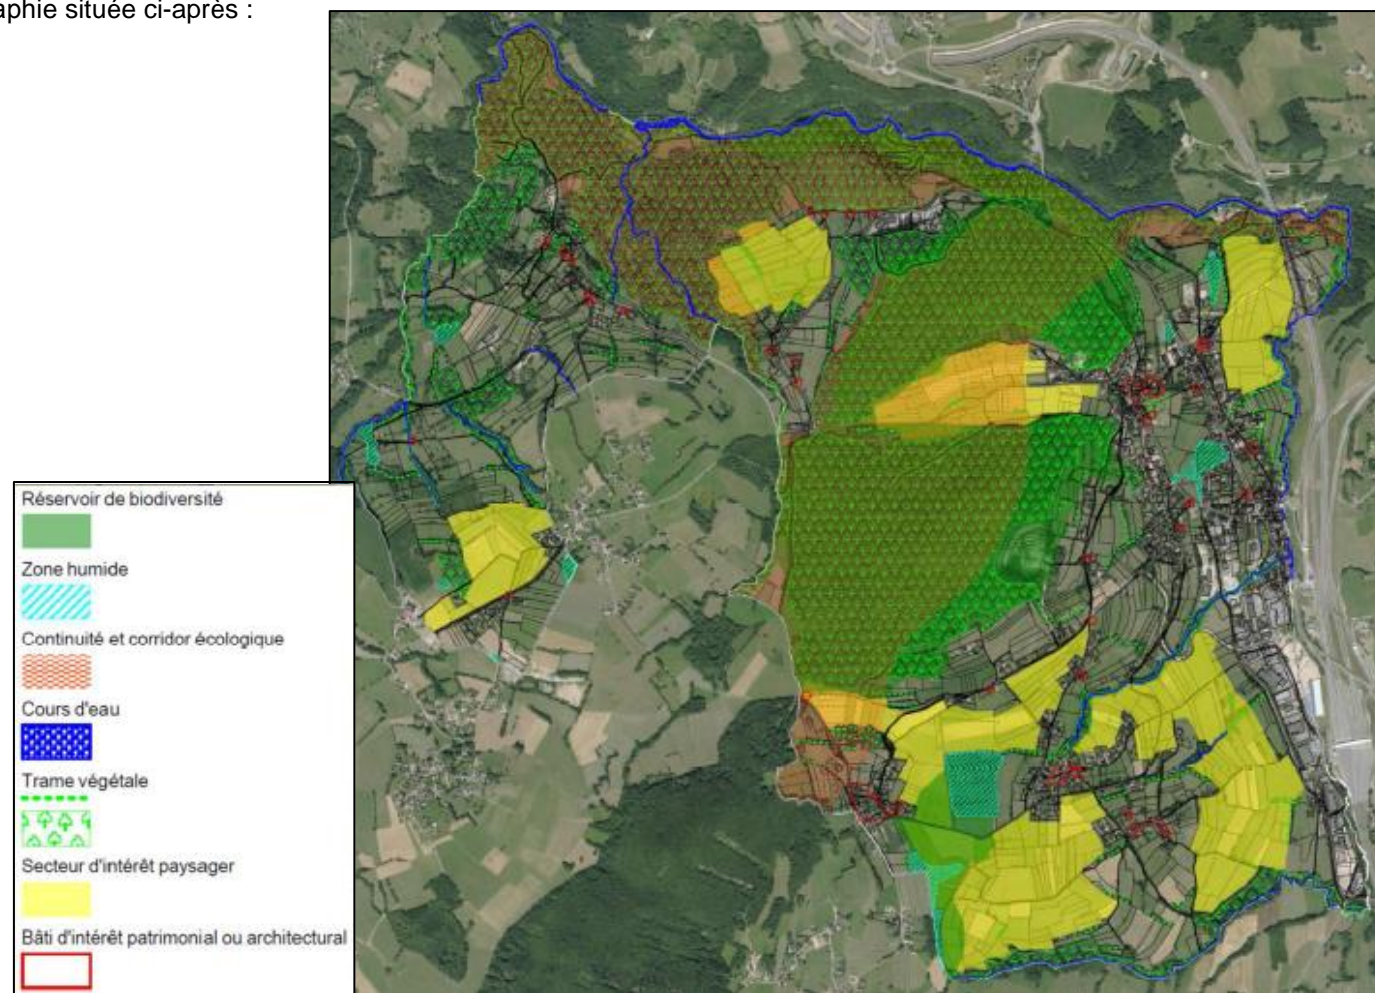 aphie située ci-après :
Réservoir de biodiversité
Zone humide
Continuité et corridor écologique
Cours d'eau
Trame végétale
Secteur d'intérêt paysager
Bâti d'intérêt patrimonial ou architectural